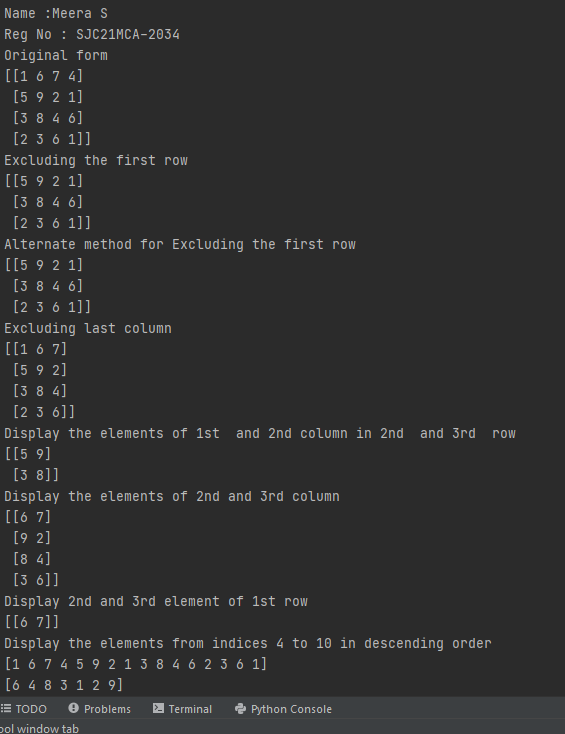 Name :Meera S
Reg No : SJC21MCA-2034
Original form
[[1 6 7 4]
 [5 9 2 1]
 [3 8 4 6]
 [2 3 6 1]]
Excluding the first row
[[5 9 2 1]
 [3 8 4 6]
 [2 3 6 1]]
Alternate method for Excluding the first row
[[5 9 2 1]
 [3 8 4 6]
 [2 3 6 1]]
Excluding last column
[[1 6 7]
 [5 9 2]
 [3 8 4]
 [2 3 6]]
Display the elements of 1st  and 2nd column in 2nd  and 3rd  row
[[5 9]
 [3 8]]
Display the elements of 2nd and 3rd column
[[6 7]
 [9 2]
 [8 4]
 [3 6]]
Display 2nd and 3rd element of 1st row
[[6 7]]
Display the elements from indices 4 to 10 in descending order
[1 6 7 4 5 9 2 1 3 8 4 6 2 3 6 1]
[6 4 8 3 1 2 9]
TODO Problems Terminal Python Console
ool window tab